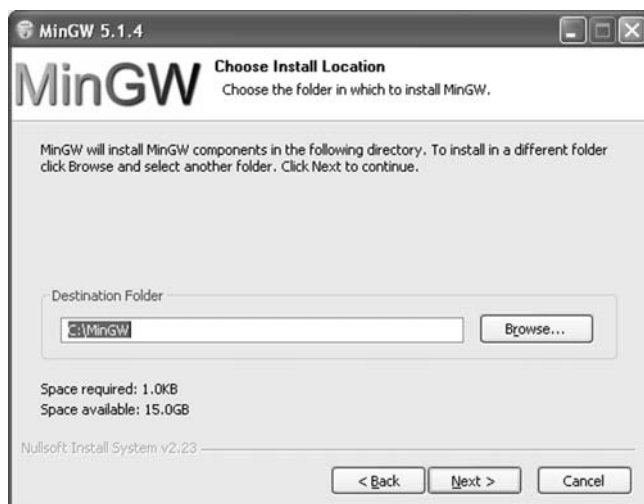 MinGW 5.1.4
MinGW
Choose Install Location
Choose the folder in which to install MinGW.
MinGW will install MinGW components in the following directory. To install in a different folder
click Browse and select another folder. Click Next to continue.
Destination Folder
C:\MinGW
Browse...
Space required: 1.0KB
Space available: 15.0GB
Nullsoft Install System v2.23
< Back
Next >
Cancel